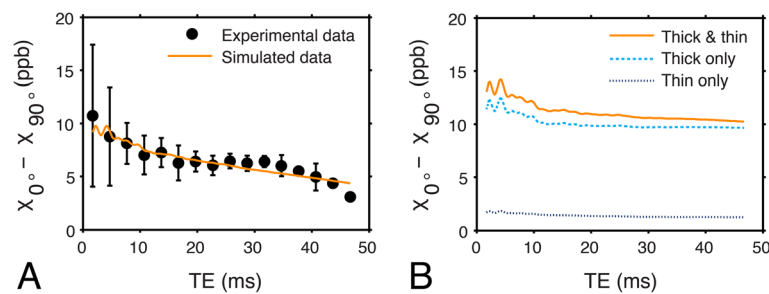 20
15
10
5
0
0 10 20 30 40 50
χ0° − χ90° (ppb)
TE (ms)
Experimental data
Simulated data
A
20
15
10
5
0
0 10 20 30 40 50
χ0° − χ90° (ppb)
TE (ms)
Thick & thin
Thick only
Thin only
B